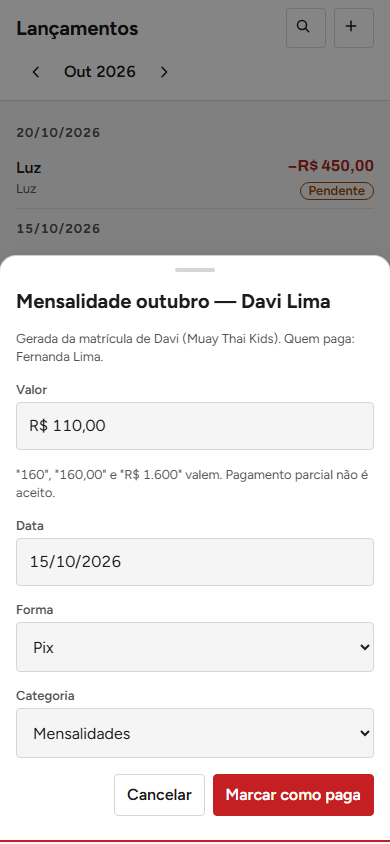 Lançamentos
Out 2026
20/10/2026
Luz
−R$ 450,00
Luz
Pendente
15/10/2026
Mensalidade outubro — Davi Lima
Gerada da matrícula de Davi (Muay Thai Kids). Quem paga:
Fernanda Lima.
Valor
R$ 110,00
"160", "160,00" e "R$ 1.600" valem. Pagamento parcial não é
aceito.
Data
15/10/2026
Forma
Pix
Categoria
Mensalidades
Cancelar
Marcar como paga